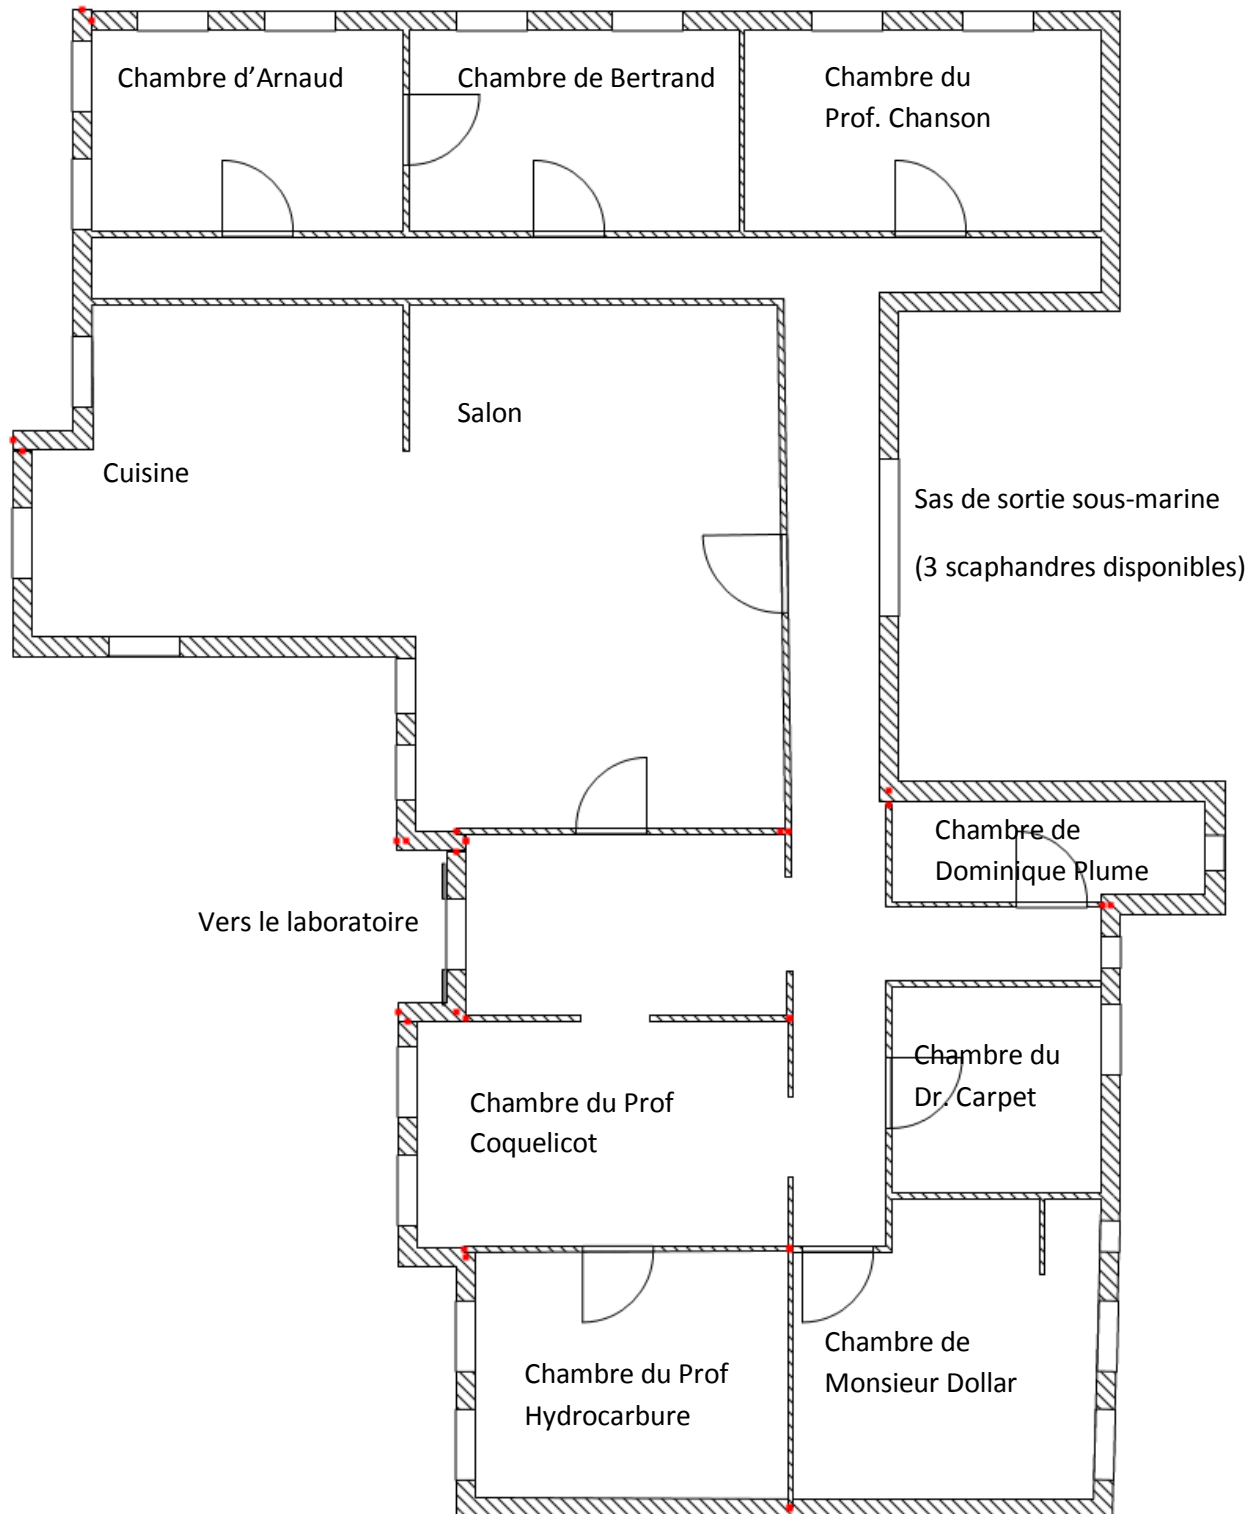 Chambre d’Arnaud
Chambre de Bertrand
Chambre du
Prof. Chanson
Salon
Cuisine
Sas de sortie sous-marine
(3 scaphandres disponibles)
Chambre de
Dominique Plume
Vers le laboratoire
Chambre du
Dr. Carpet
Chambre du Prof
Coquelicot
Chambre de
Monsieur Dollar
Chambre du Prof
Hydrocarbure